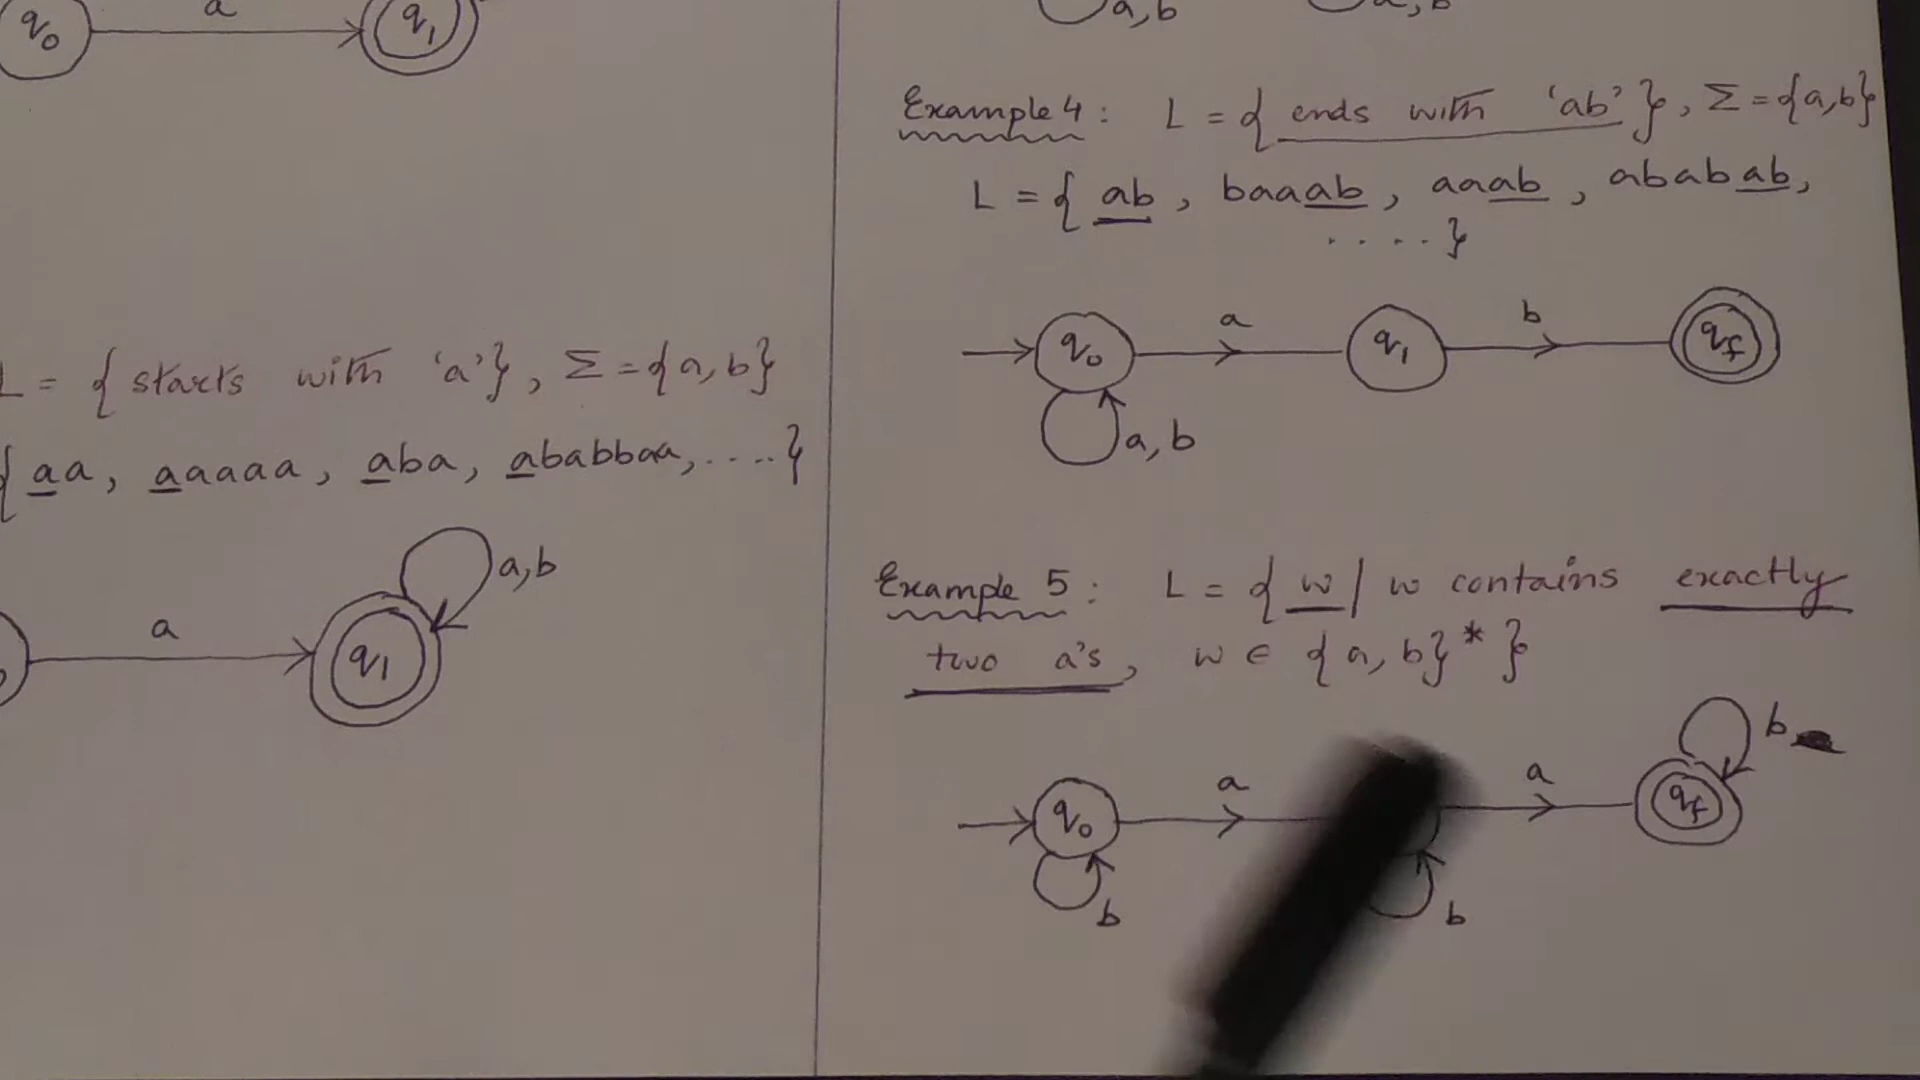 q₀ a q₁
L = { starts with 'a'}, Σ = {a, b}
{ aa, aaaaa, aba, ababbaa, ....}
a,b
a q₁
a,b a,b
Example 4 : L = { ends with 'ab' }, Σ = {a,b}
L = { ab , baaab , aaab , ababab ,
....}
q₀ a q₁ b qf
a, b
Example 5 : L = { w / w contains exactly
two a's , w ∈ {a, b}* }
b
q₀ a a qf
b b